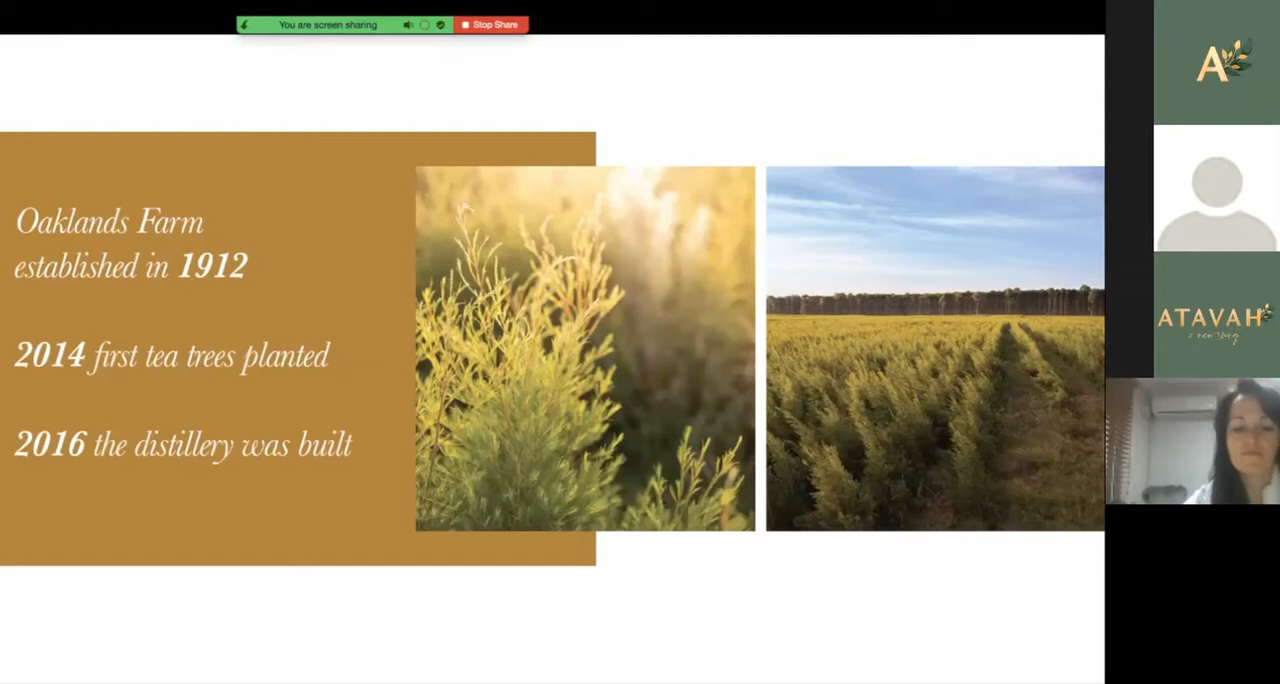 You are screen sharing
Stop Share
Oaklands Farm
established in 1912
2014 first tea trees planted
2016 the distillery was built
A
ATAVAH